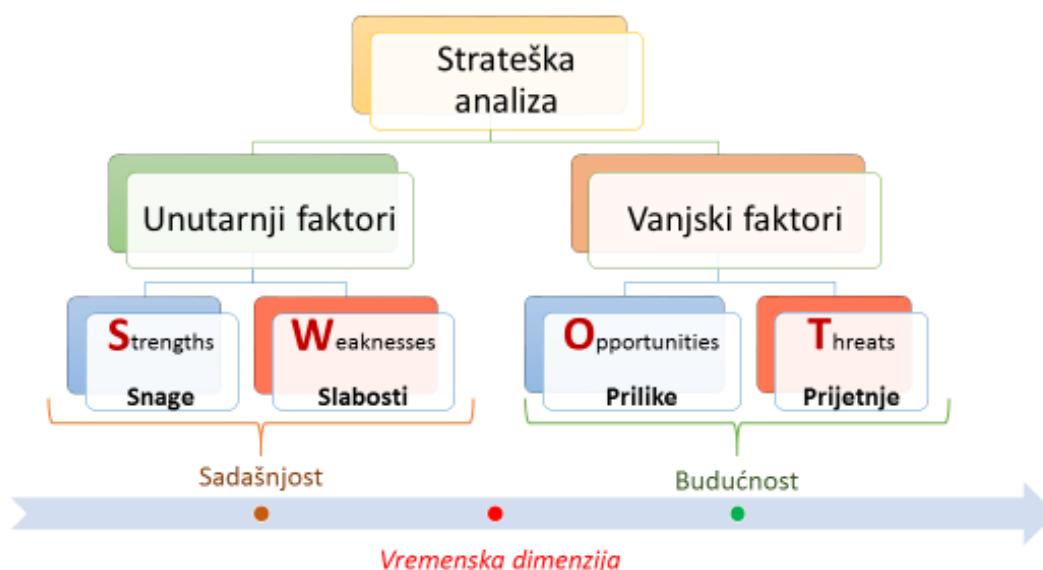 Strateška
analiza
Unutarnji faktori
Vanjski faktori
Strengths
Snage
Weaknesses
Slabosti
Opportunities
Prilike
Threats
Prijetnje
Sadašnjost
Budućnost
Vremenska dimenzija